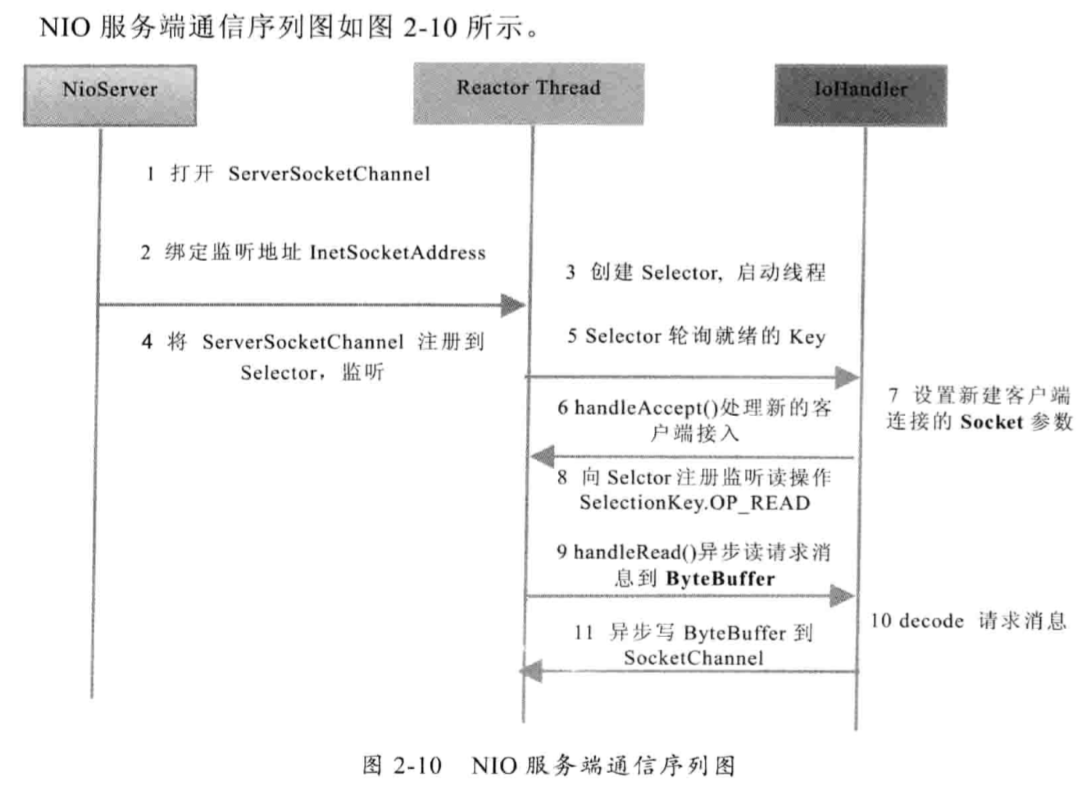 NIO 服务端通信序列图如图 2-10 所示。
NioServer
Reactor Thread
IoHandler
1 打开 ServerSocketChannel
2 绑定监听地址 InetSocketAddress
3 创建 Selector, 启动线程
4 将 ServerSocketChannel 注册到
Selector，监听
5 Selector 轮询就绪的 Key
6 handleAccept()处理新的客
户端接入
7 设置新建客户端
连接的 Socket 参数
8 向 Selctor 注册监听读操作
SelectionKey.OP_READ
9 handleRead()异步读请求消
息到 ByteBuffer
10 decode 请求消息
11 异步写 ByteBuffer 到
SocketChannel
图 2-10 NIO 服务端通信序列图